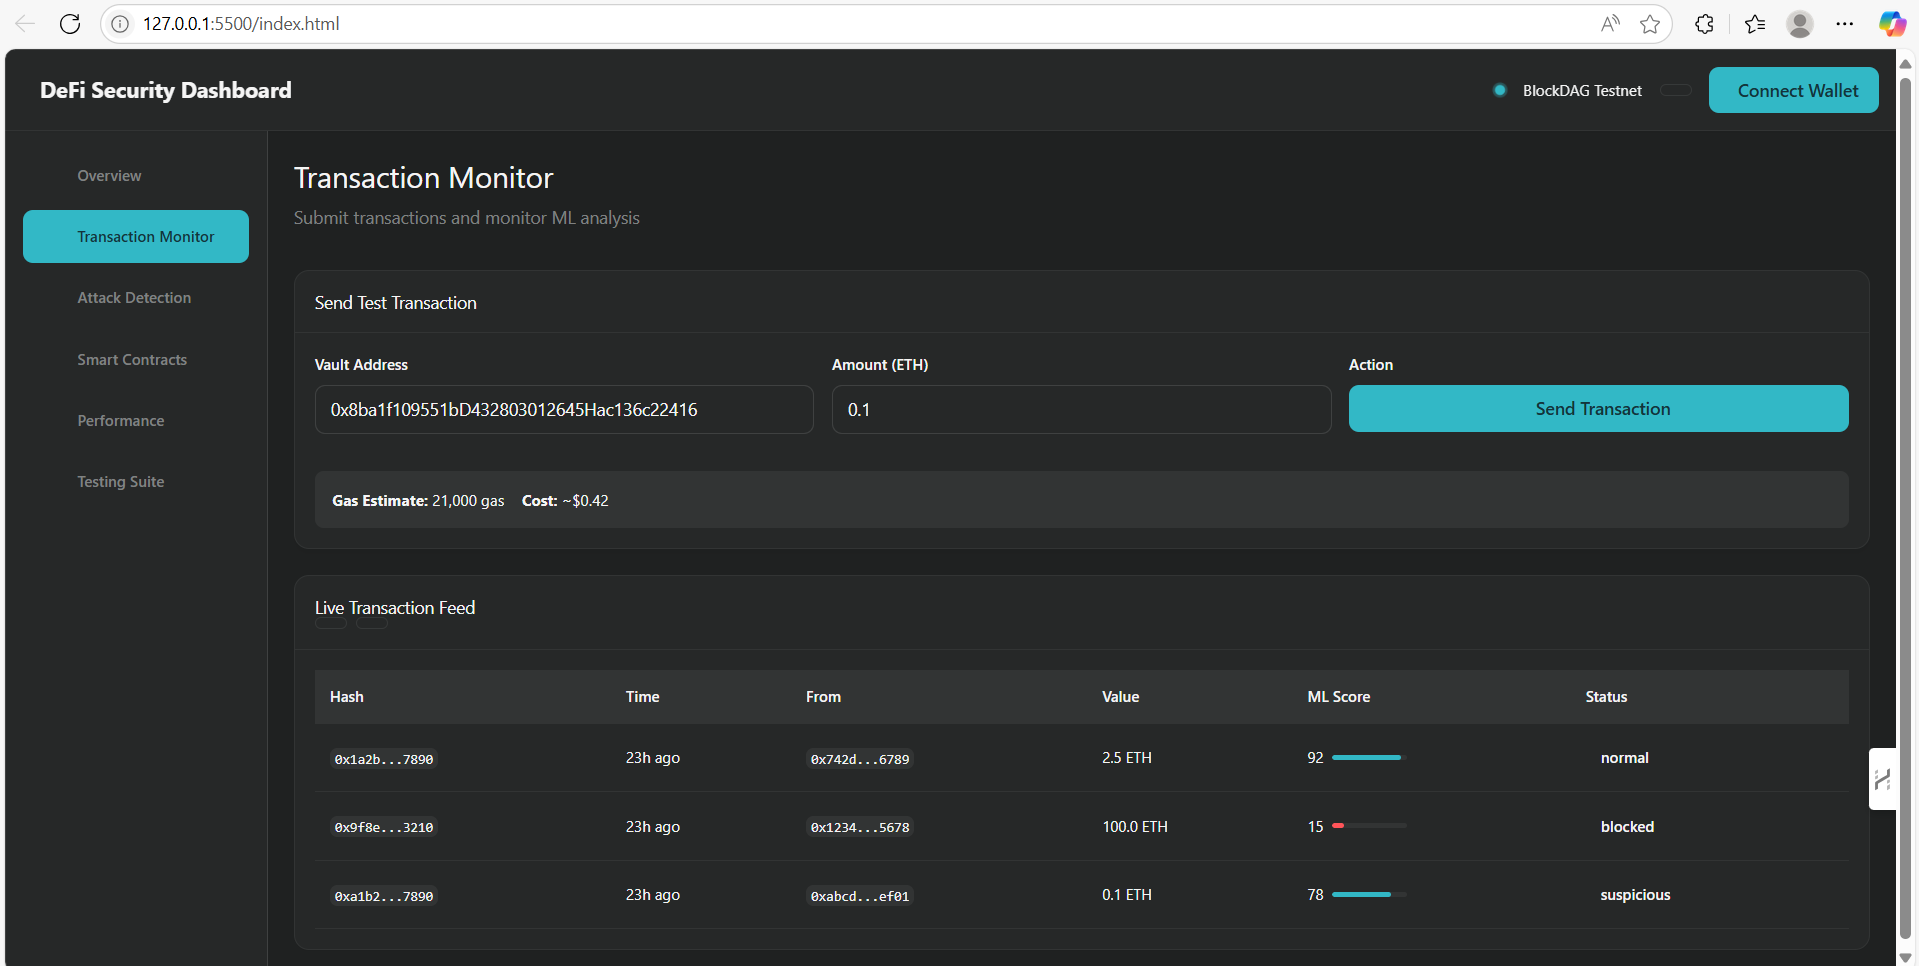 127.0.0.1:5500/index.html
DeFi Security Dashboard
BlockDAG Testnet
Connect Wallet
Overview
Transaction Monitor
Attack Detection
Smart Contracts
Performance
Testing Suite
Transaction Monitor
Submit transactions and monitor ML analysis
Send Test Transaction
Vault Address Amount (ETH) Action
0x8ba1f109551bD432803012645Hac136c22416 0.1 Send Transaction
Gas Estimate: 21,000 gas Cost: ~$0.42
Live Transaction Feed
Hash Time From Value ML Score Status
0x1a2b...7890 23h ago 0x742d...6789 2.5 ETH 92 normal
0x9f8e...3210 23h ago 0x1234...5678 100.0 ETH 15 blocked
0xa1b2...7890 23h ago 0xabcd...ef01 0.1 ETH 78 suspicious